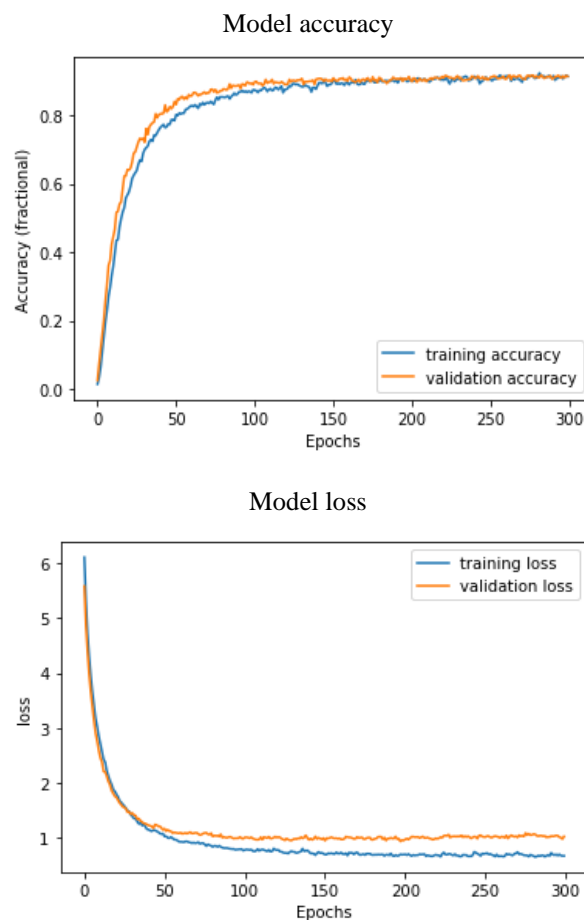 Model accuracy
0.8
0.6
0.4
0.2
0.0
Accuracy (fractional)
training accuracy
validation accuracy
0 50 100 150 200 250 300
Epochs
Model loss
6
5
4
3
2
1
loss
training loss
validation loss
0 50 100 150 200 250 300
Epochs